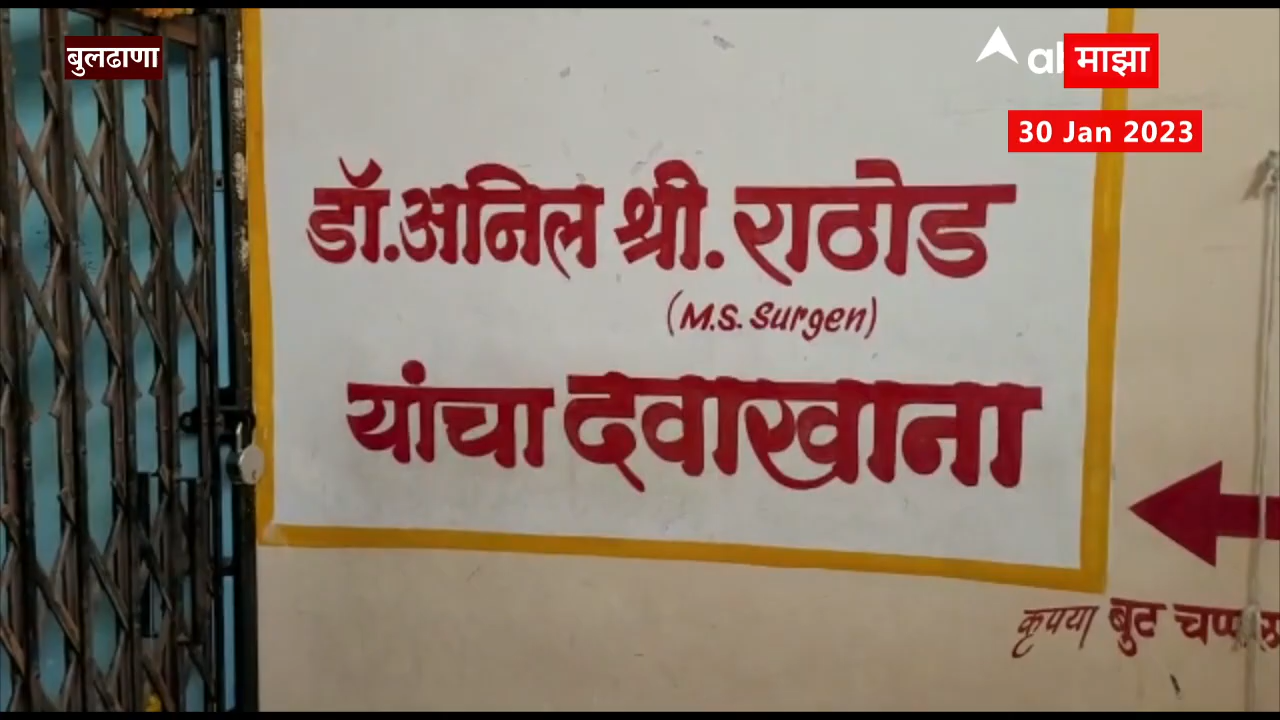 बुलढाणा
माझा
30 Jan 2023
डॉ.अनिल श्री. राठोड
(M.S. Surgen)
यांचा दवाखाना
कृपया बुट